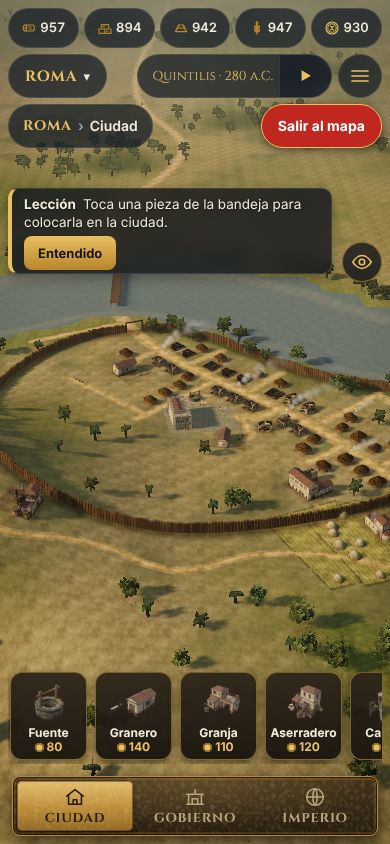 957 894 942 947 930
ROMA ▾ QUINTILIS · 280 A.C.
ROMA › Ciudad Salir al mapa
Lección Toca una pieza de la bandeja para
colocarla en la ciudad.
Entendido
Fuente Granero Granja Aserradero
80 140 110 120
CIUDAD GOBIERNO IMPERIO